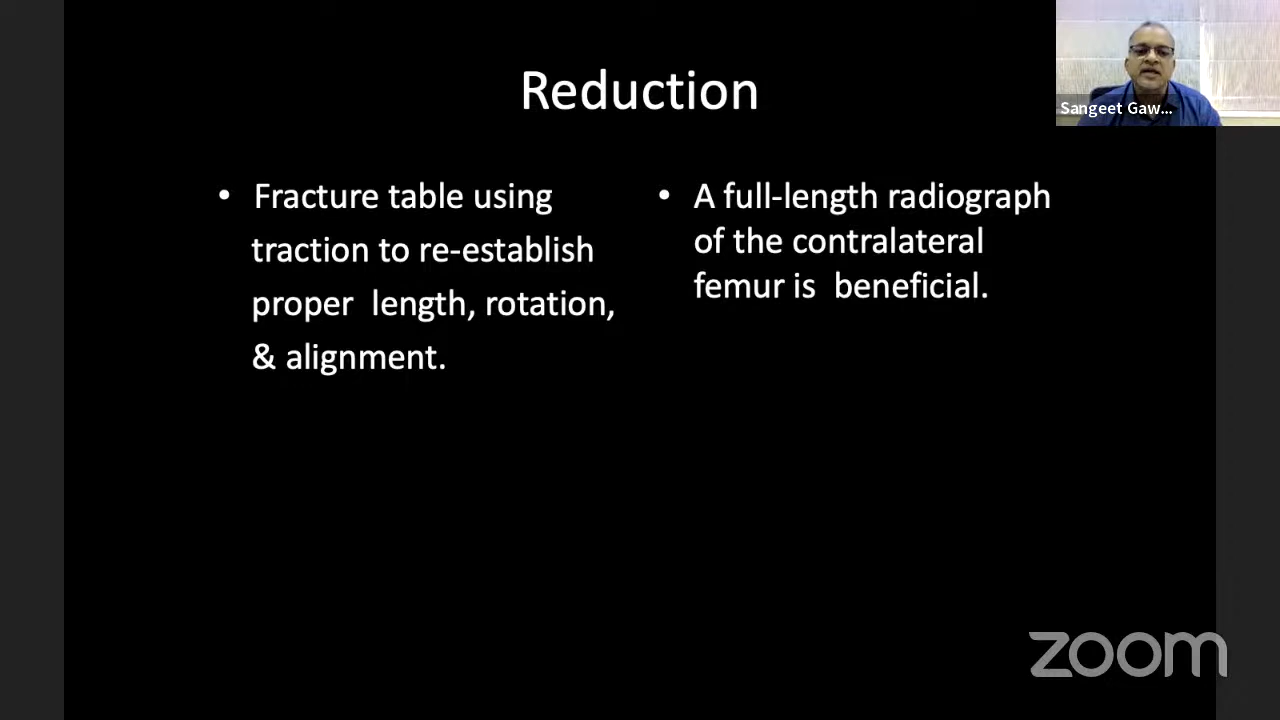 Reduction
• Fracture table using
traction to re-establish
proper length, rotation,
& alignment.
• A full-length radiograph
of the contralateral
femur is beneficial.
Sangeet Gaw...
zoom